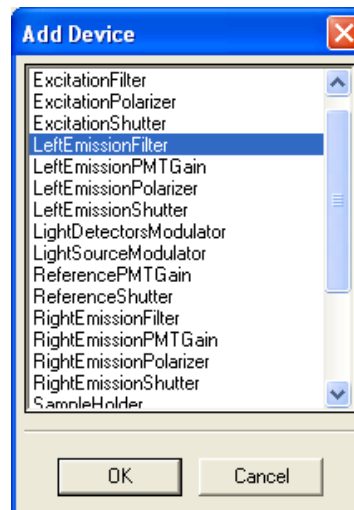 Add Device
ExcitationFilter
ExcitationPolarizer
ExcitationShutter
LeftEmissionFilter
LeftEmissionPMTGain
LeftEmissionPolarizer
LeftEmissionShutter
LightDetectorsModulator
LightSourceModulator
ReferencePMTGain
ReferenceShutter
RightEmissionFilter
RightEmissionPMTGain
RightEmissionPolarizer
RightEmissionShutter
SampleHolder
OK
Cancel